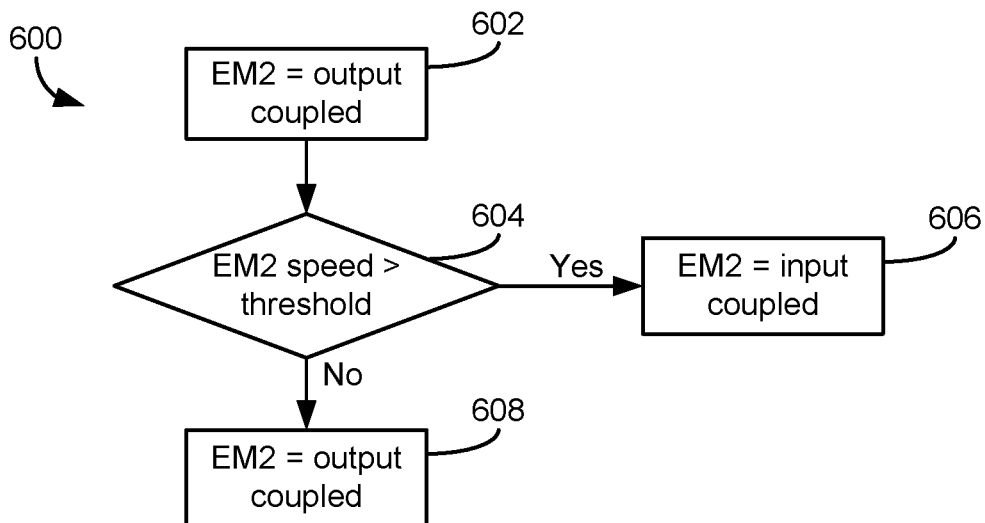 600
602
EM2 = output
coupled
604
EM2 speed >
threshold
Yes
606
EM2 = input
coupled
No
608
EM2 = output
coupled